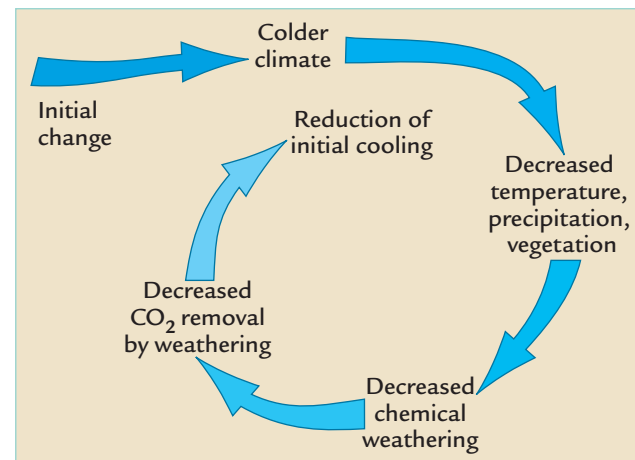 Initial
change
Colder
climate
Decreased
temperature,
precipitation,
vegetation
Decreased
chemical
weathering
Decreased
CO₂ removal
by weathering
Reduction of
initial cooling